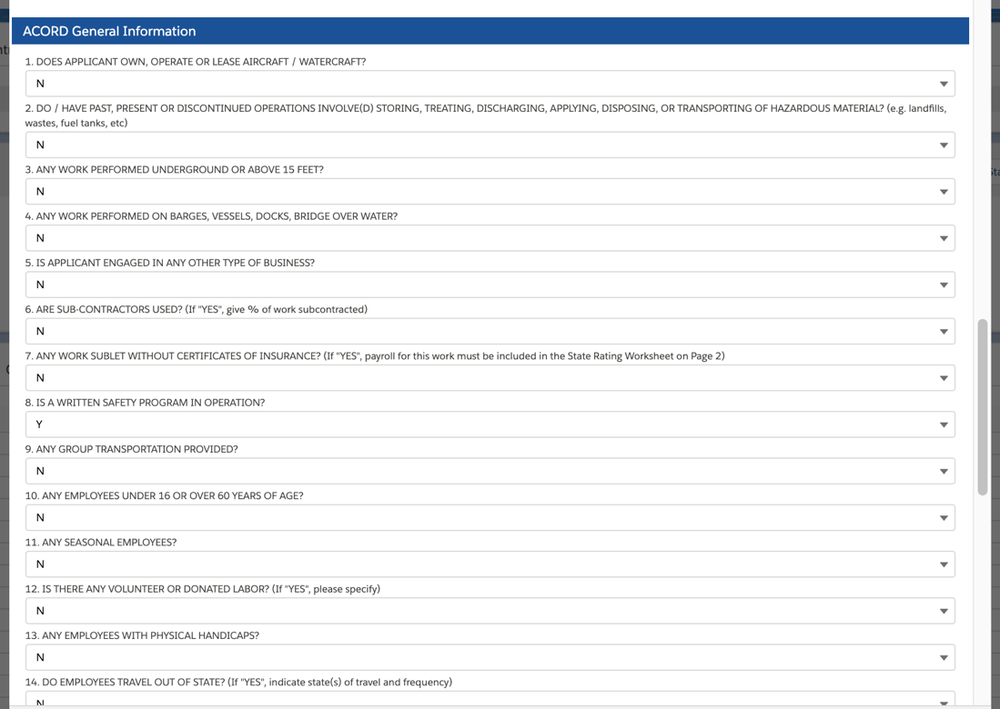 ACORD General Information
1. DOES APPLICANT OWN, OPERATE OR LEASE AIRCRAFT / WATERCRAFT?
N
2. DO / HAVE PAST, PRESENT OR DISCONTINUED OPERATIONS INVOLVE(D) STORING, TREATING, DISCHARGING, APPLYING, DISPOSING, OR TRANSPORTING OF HAZARDOUS MATERIAL? (e.g. landfills,
wastes, fuel tanks, etc)
N
3. ANY WORK PERFORMED UNDERGROUND OR ABOVE 15 FEET?
N
4. ANY WORK PERFORMED ON BARGES, VESSELS, DOCKS, BRIDGE OVER WATER?
N
5. IS APPLICANT ENGAGED IN ANY OTHER TYPE OF BUSINESS?
N
6. ARE SUB-CONTRACTORS USED? (If "YES", give % of work subcontracted)
N
7. ANY WORK SUBLET WITHOUT CERTIFICATES OF INSURANCE? (If "YES", payroll for this work must be included in the State Rating Worksheet on Page 2)
N
8. IS A WRITTEN SAFETY PROGRAM IN OPERATION?
Y
9. ANY GROUP TRANSPORTATION PROVIDED?
N
10. ANY EMPLOYEES UNDER 16 OR OVER 60 YEARS OF AGE?
N
11. ANY SEASONAL EMPLOYEES?
N
12. IS THERE ANY VOLUNTEER OR DONATED LABOR? (If "YES", please specify)
N
13. ANY EMPLOYEES WITH PHYSICAL HANDICAPS?
N
14. DO EMPLOYEES TRAVEL OUT OF STATE? (If "YES", indicate state(s) of travel and frequency)
N